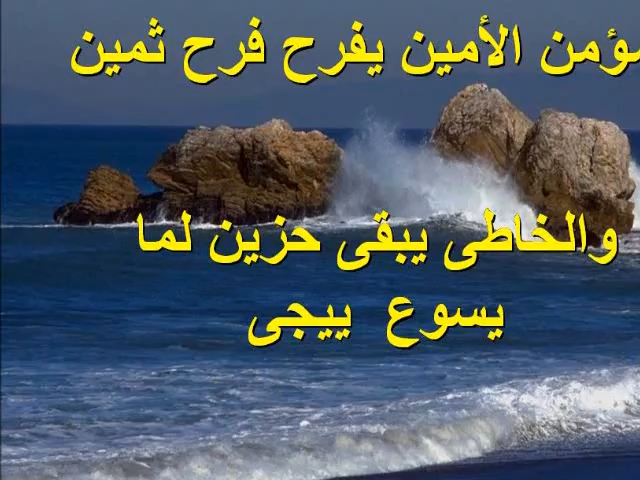 الأمين يفرح فرح ثمين
والخاطى يبقى حزين لما
يسوع ييجى